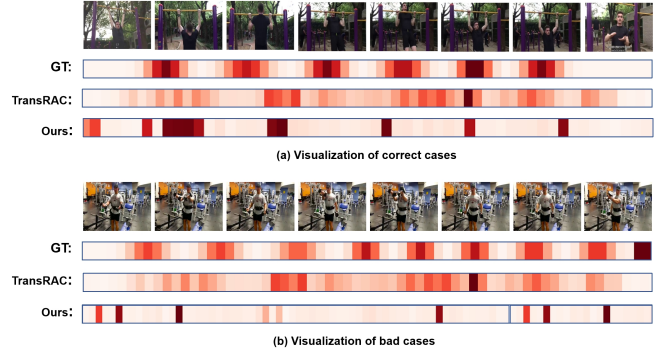 GT:
TransRAC:
Ours:
(a) Visualization of correct cases
GT:
TransRAC:
Ours:
(b) Visualization of bad cases